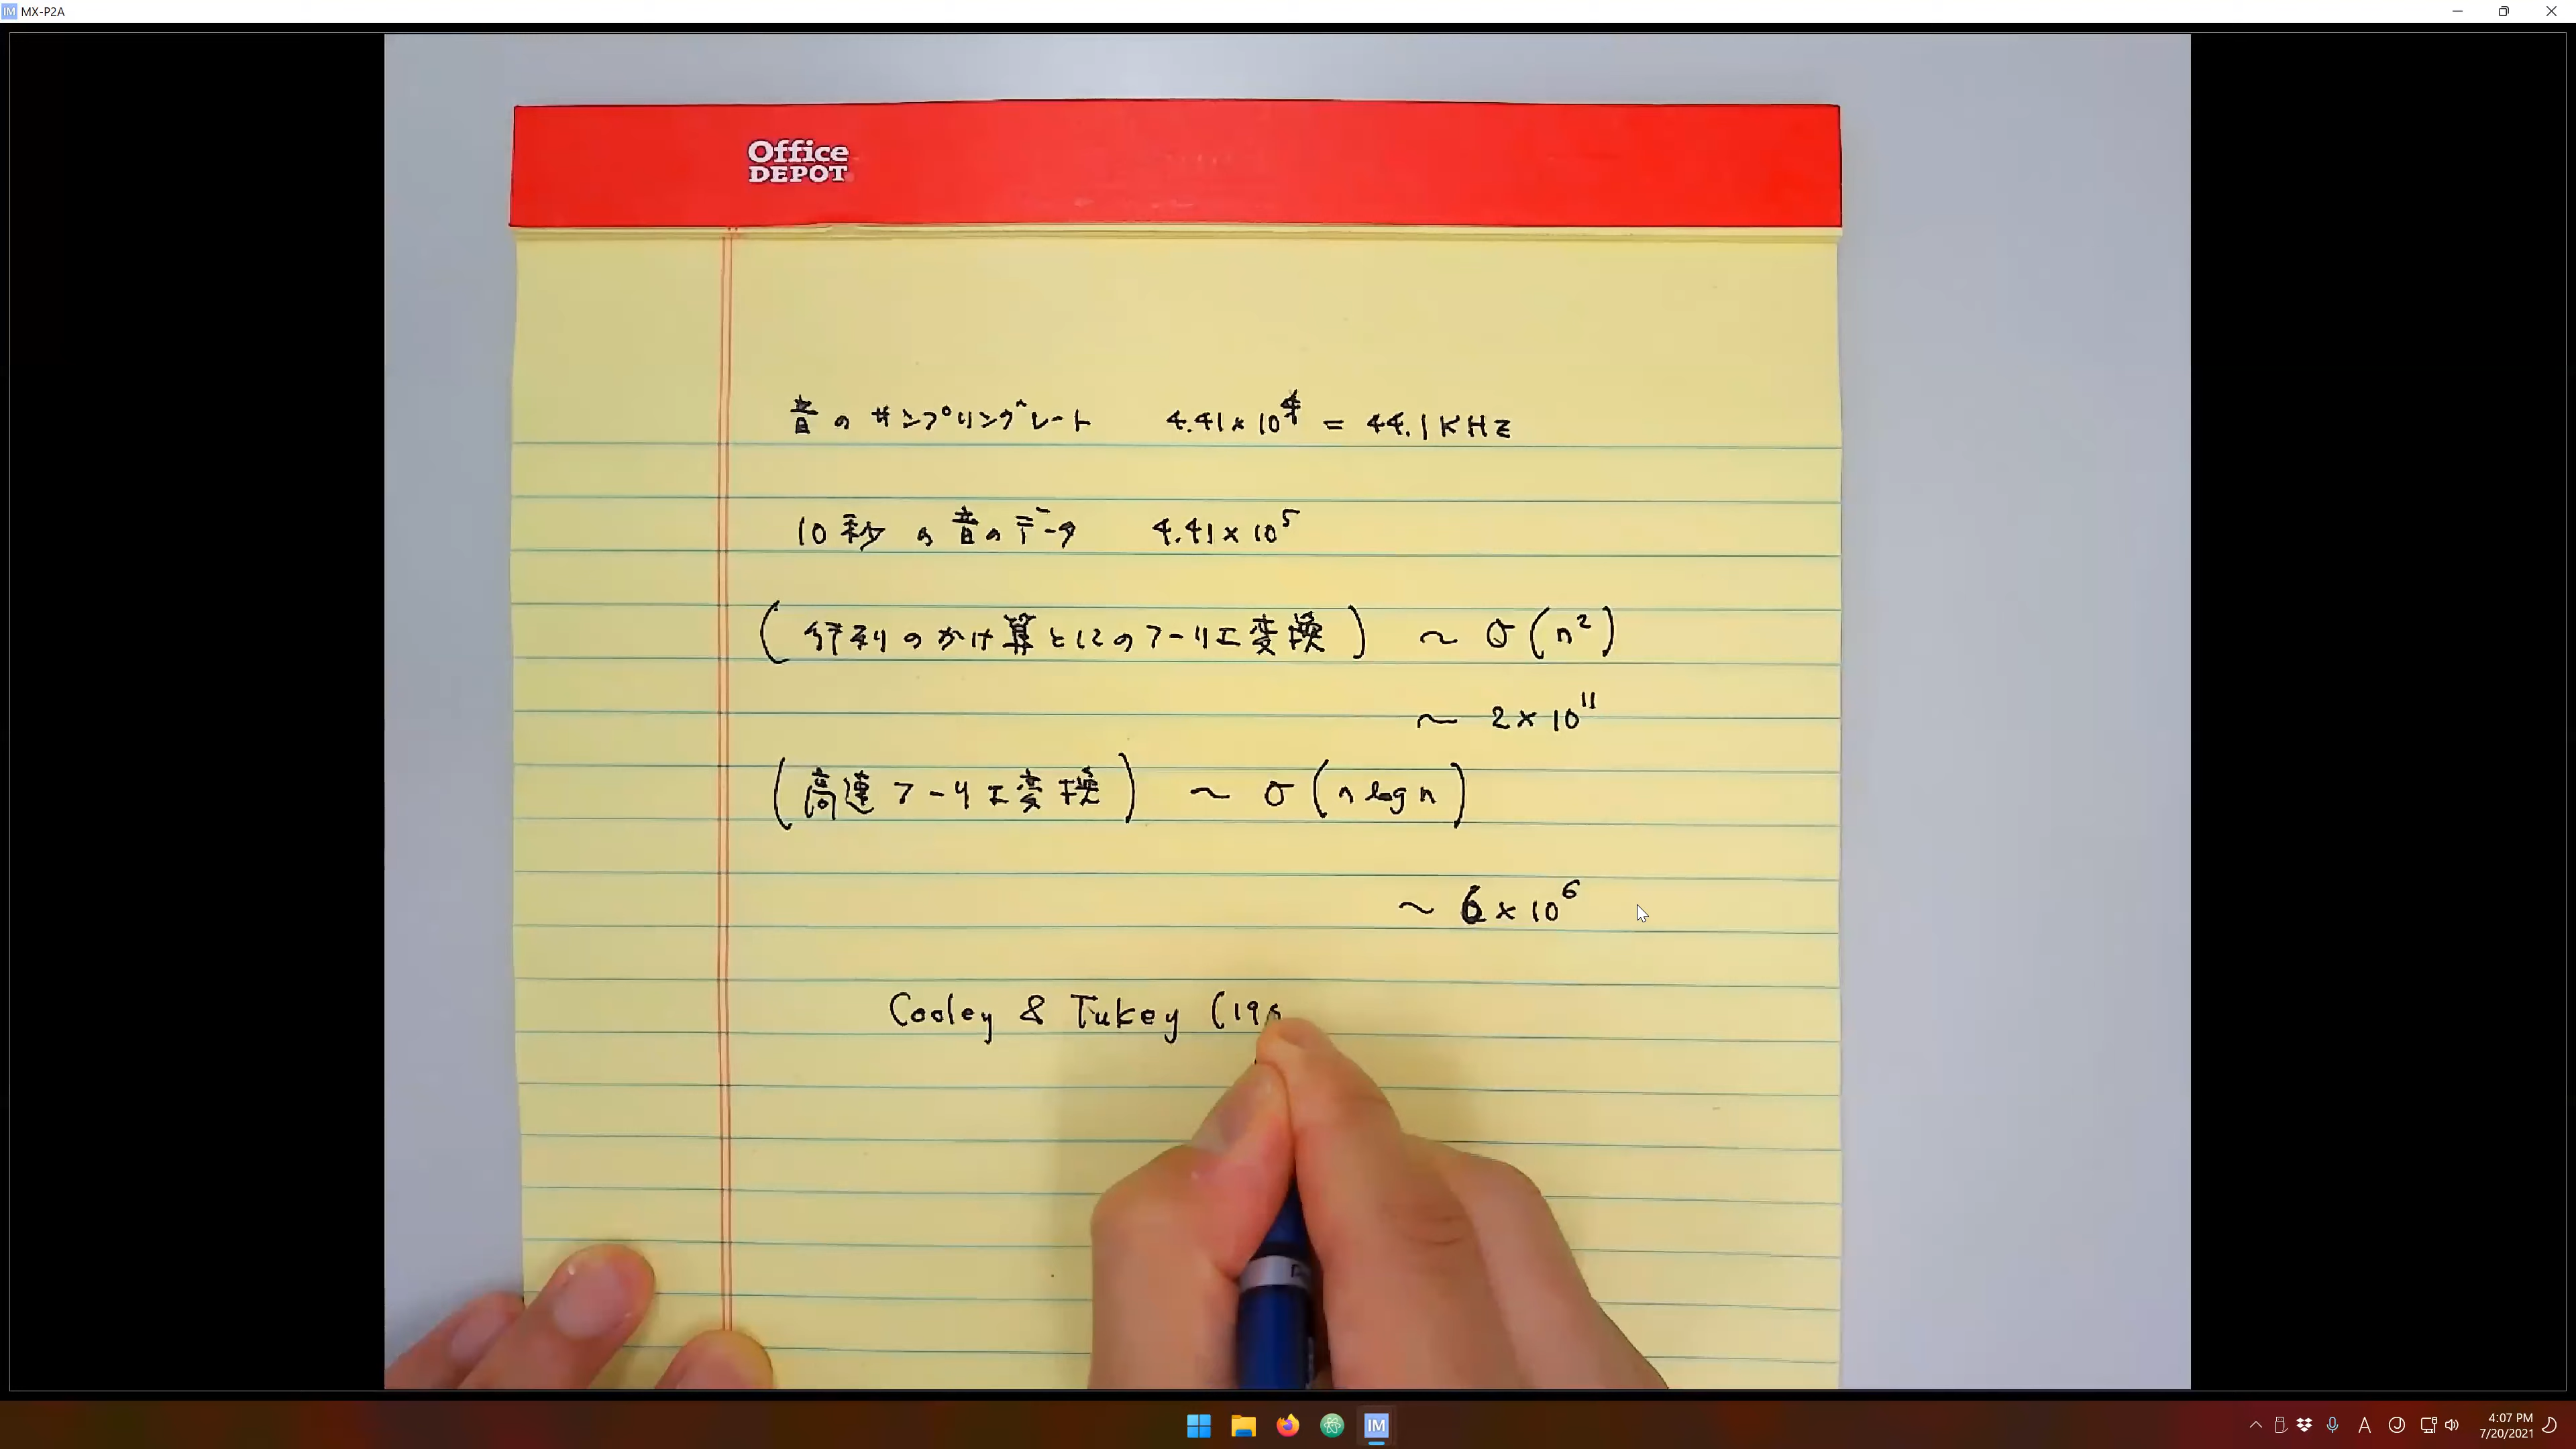 MX-P2A
Office
DEPOT
音のサンプリングレート 4.41×10⁴ = 44.1KHz
10秒の音のデータ 4.41×10⁵
(行列のかけ算としてのフーリエ変換) ~ O(n²)
~ 2×10¹¹
(高速フーリエ変換) ~ O(n log n)
~ 6×10⁶
Cooley & Tukey (19
4:07 PM
7/20/2021